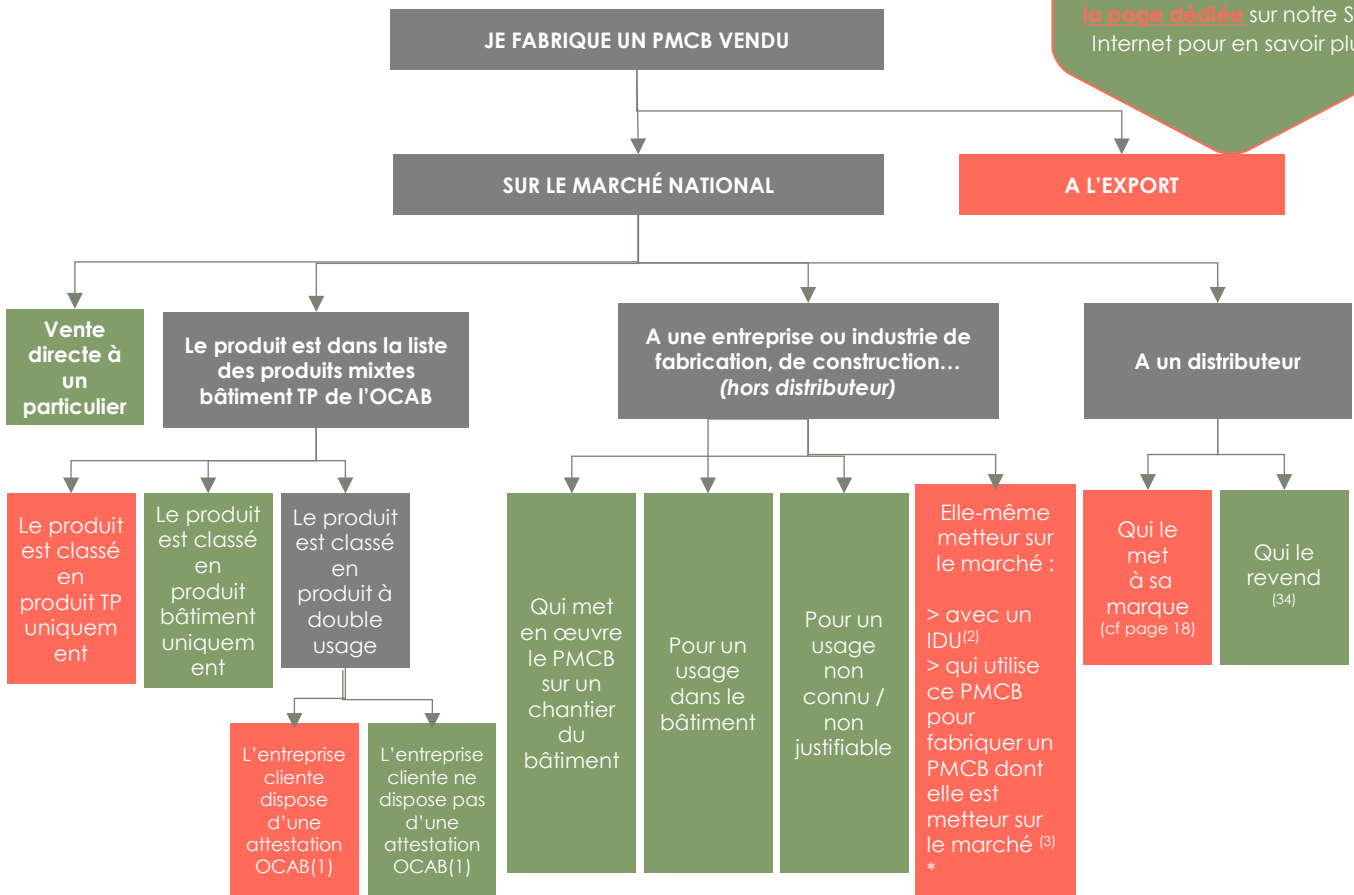 la page dédiée sur notre S
Internet pour en savoir plu
JE FABRIQUE UN PMCB VENDU
SUR LE MARCHÉ NATIONAL
A L’EXPORT
Vente
directe à
un
particulier
Le produit est dans la liste
des produits mixtes
bâtiment TP de l’OCAB
A une entreprise ou industrie de
fabrication, de construction…
(hors distributeur)
A un distributeur
Le produit
est classé
en
produit TP
uniquem
ent
Le produit
est classé
en
produit
bâtiment
uniquem
ent
Le produit
est classé
en
produit à
double
usage
L’entreprise
cliente
dispose
d’une
attestation
OCAB(1)
L’entreprise
cliente ne
dispose pas
d’une
attestation
OCAB(1)
Qui met
en œuvre
le PMCB
sur un
chantier
du
bâtiment
Pour un
usage
dans le
bâtiment
Pour un
usage
non
connu /
non
justifiable
Elle-même
metteur sur
le marché :
> avec un
IDU(2)
> qui utilise
ce PMCB
pour
fabriquer un
PMCB dont
elle est
metteur sur
le marché (3)
*
Qui le
met
à sa
marque
(cf page 18)
Qui le
revend
(34)